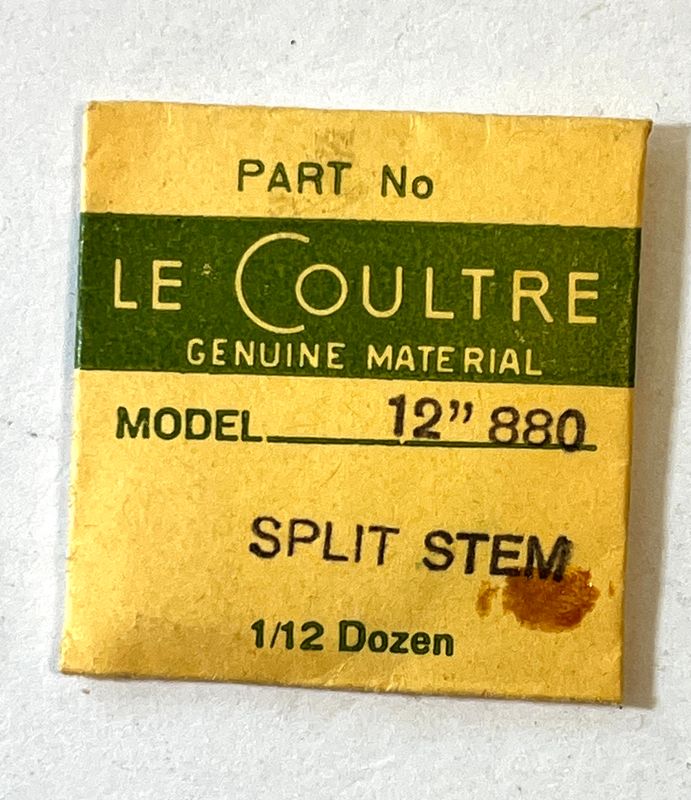 PART No
LE COULTRE
GENUINE MATERIAL
MODEL 12” 880
SPLIT STEM
1/12 Dozen